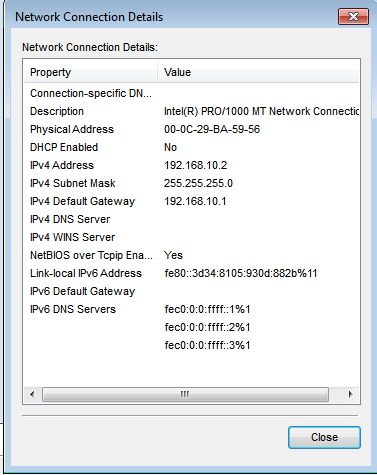 Network Connection Details
Network Connection Details:
Property Value
Connection-specific DN...
Description Intel(R) PRO/1000 MT Network Connectio
Physical Address 00-0C-29-BA-59-56
DHCP Enabled No
IPv4 Address 192.168.10.2
IPv4 Subnet Mask 255.255.255.0
IPv4 Default Gateway 192.168.10.1
IPv4 DNS Server
IPv4 WINS Server
NetBIOS over Tcpip Ena... Yes
Link-local IPv6 Address fe80::3d34:8105:930d:882b%11
IPv6 Default Gateway
IPv6 DNS Servers fec0:0:0:ffff::1%1
fec0:0:0:ffff::2%1
fec0:0:0:ffff::3%1
Close